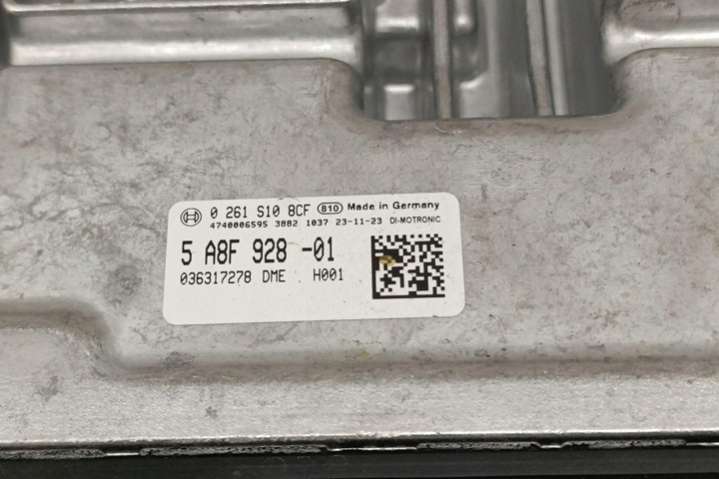 0 261 S10 8CF 810 Made in Germany
4740006595 3882 1037 23-11-23 DI-MOTRONIC
5 A8F 928 -01
036317278 DME H001